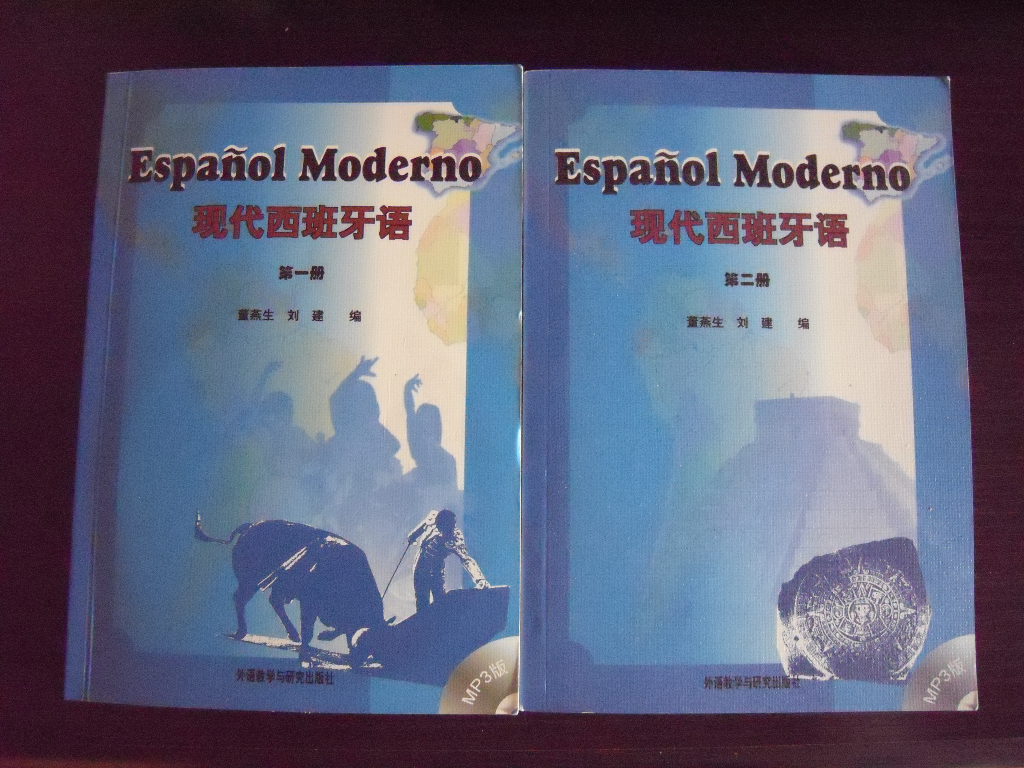 Español Moderno
现代西班牙语
第一册
董燕生 刘建 编
外语教学与研究出版社
MP3版
Español Moderno
现代西班牙语
第二册
董燕生 刘建 编
外语教学与研究出版社
MP3版